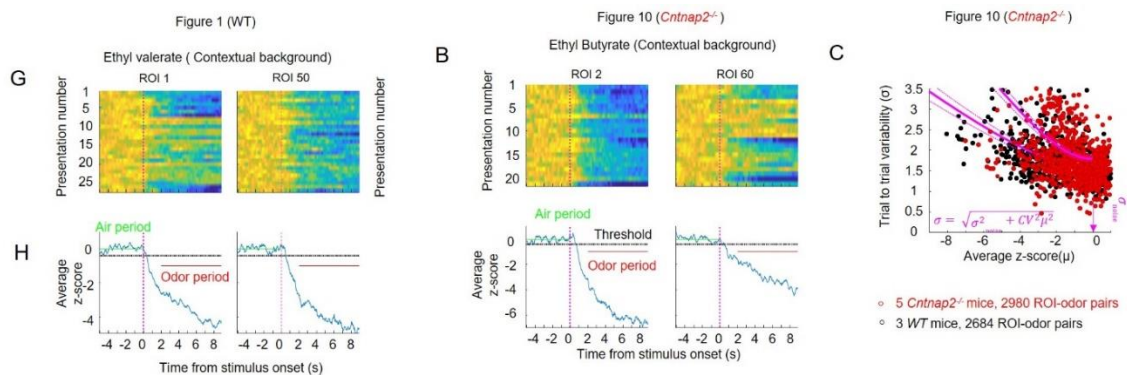 Figure 1 (WT)
Figure 10 (Cntnap2-/-)
Figure 10 (Cntnap2-/-)
G
Ethyl valerate ( Contextual background)
ROI 1
ROI 50
Presentation number
1
5
10
15
20
25
Presentation number
B
Ethyl Butyrate (Contextual background)
ROI 2
ROI 60
Presentation number
1
5
10
15
20
C
Trial to trial variability (σ)
3.5
3
2.5
2
1.5
1
0.5
0
σ = √σ² + CV²μ²
σ
-8 -6 -4 -2 0
Average z-score(μ)
5 Cntnap2-/- mice, 2980 ROI-odor pairs
3 WT mice, 2684 ROI-odor pairs
H
Average
z-score
0
-2
-4
Air period
Odor period
-4 -2 0 2 4 6 8
-4 -2 0 2 4 6 8
Time from stimulus onset (s)
B
Average
z-score
0
-2
-4
-6
Air period
Threshold
Odor period
-4 -2 0 2 4 6 8
-4 -2 0 2 4 6 8
Time from stimulus onset (s)